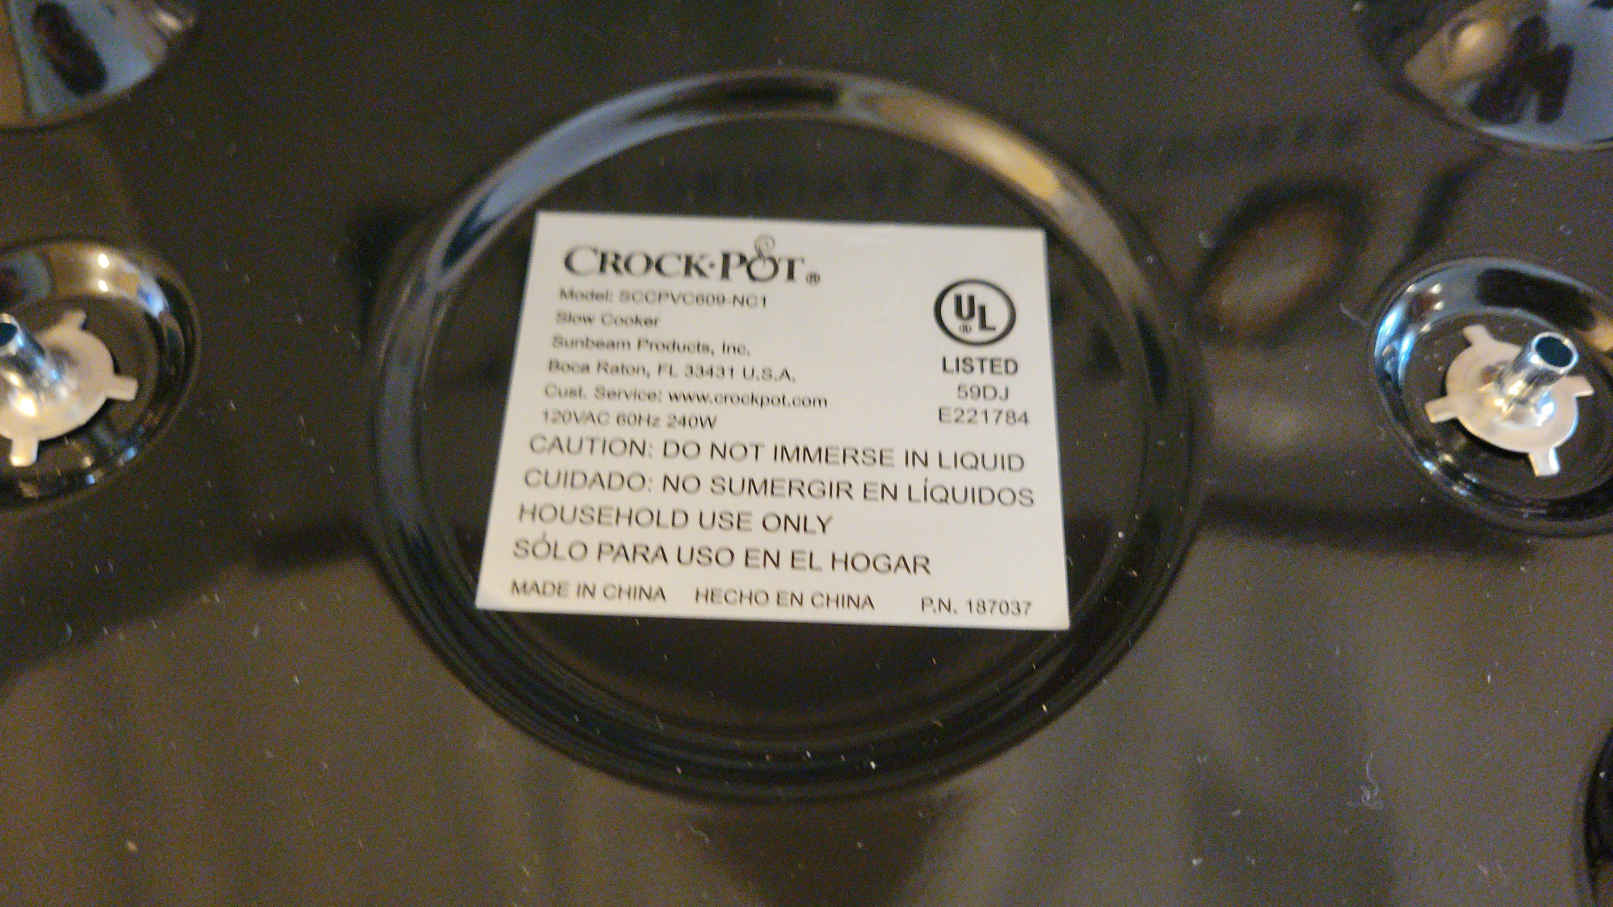 CROCK·POT®
Model: SCCPVC609-NC1
Slow Cooker
Sunbeam Products, Inc.
Boca Raton, FL 33431 U.S.A.
Cust. Service: www.crockpot.com
120VAC 60Hz 240W
UL ®
LISTED
59DJ
E221784
CAUTION: DO NOT IMMERSE IN LIQUID
CUIDADO: NO SUMERGIR EN LÍQUIDOS
HOUSEHOLD USE ONLY
SÓLO PARA USO EN EL HOGAR
MADE IN CHINA HECHO EN CHINA P.N. 187037